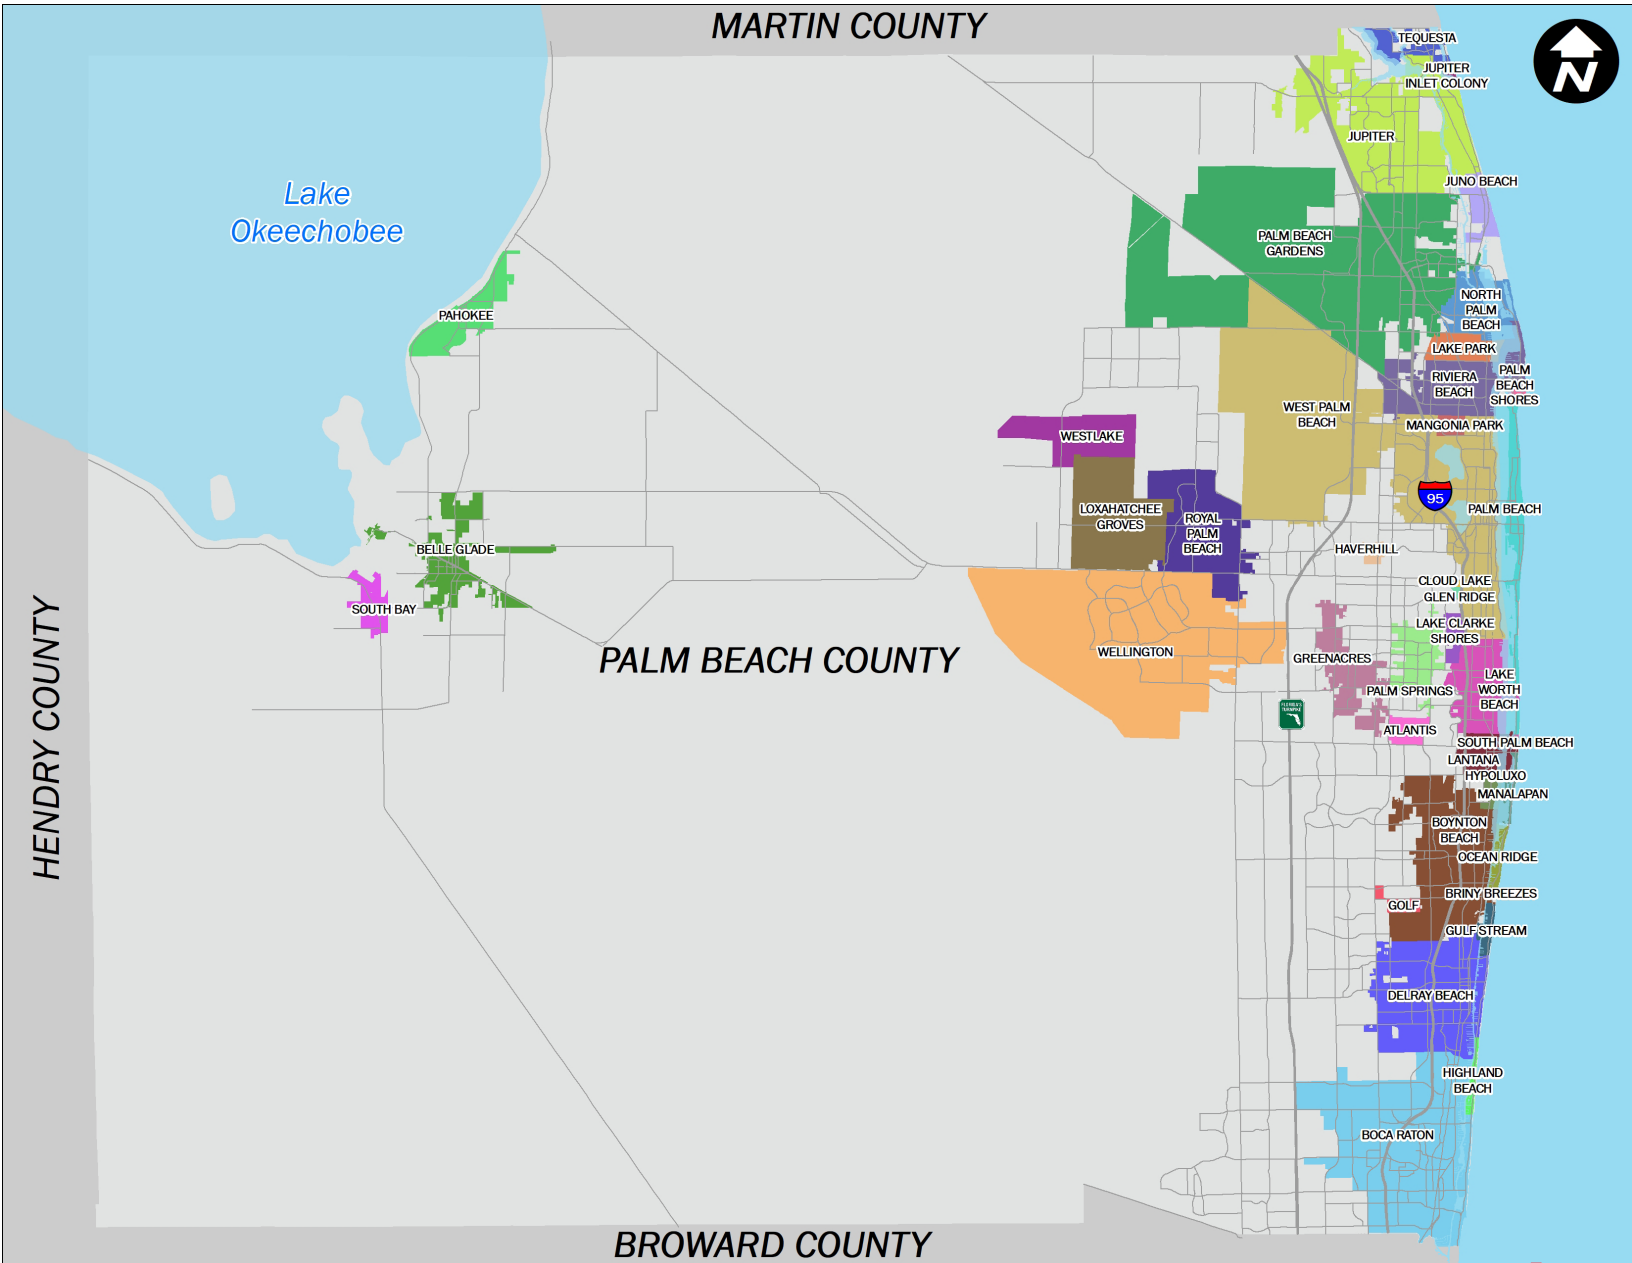 MARTIN COUNTY
N
TEQUESTA
JUPITER
INLET COLONY
JUPITER
JUNO BEACH
Lake
Okeechobee
PALM BEACH
GARDENS
NORTH
PALM
BEACH
PAHOKEE
LAKE PARK
RIVIERA
BEACH
PALM
BEACH
SHORES
WEST PALM
BEACH
MANGONIA PARK
WESTLAKE
95
LOXAHATCHEE
GROVES
ROYAL
PALM
BEACH
PALM BEACH
BELLE GLADE
HAVERHILL
CLOUD LAKE
GLEN RIDGE
SOUTH BAY
LAKE CLARKE
SHORES
PALM BEACH COUNTY
WELLINGTON
GREENACRES
LAKE
WORTH
BEACH
PALM SPRINGS
FLORIDA'S
TURNPIKE
ATLANTIS
SOUTH PALM BEACH
LANTANA
HYPOLUXO
MANALAPAN
HENDRY COUNTY
BOYNTON
BEACH
OCEAN RIDGE
BRINY BREEZES
GOLF
GULF STREAM
DELRAY BEACH
HIGHLAND
BEACH
BOCA RATON
BROWARD COUNTY